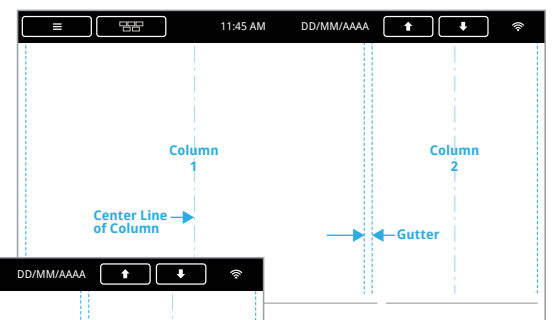 11:45 AM DD/MM/AAAA
Column
1
Column
2
Center Line
of Column
Gutter
DD/MM/AAAA